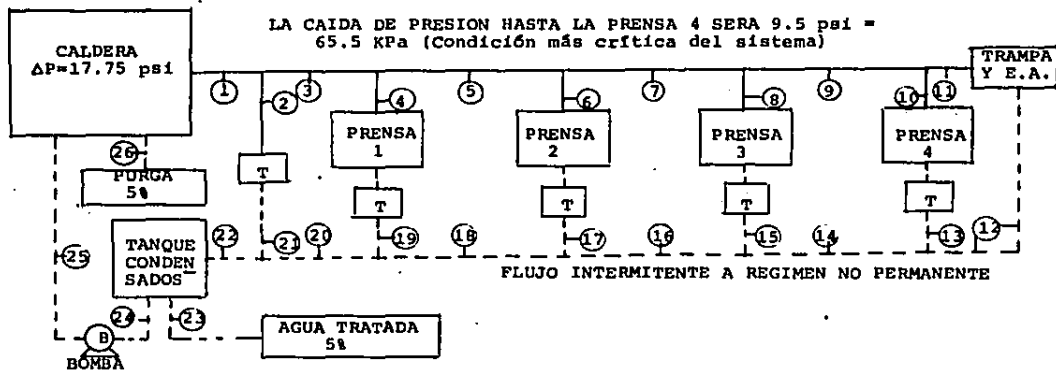 LA CAIDA DE PRESION HASTA LA PRENSA 4 SERA 9.5 psi =
65.5 KPa (Condición más crítica del sistema)
CALDERA
ΔP=17.75 psi
TRAMPA
Y E.A.
1
2
3
4
5
6
7
8
9
10
11
PRENSA
1
PRENSA
2
PRENSA
3
PRENSA
4
26
PURGA
5%
T
T
T
T
T
TANQUE
CONDEN
SADOS
22
21
20
19
18
17
16
15
14
13
12
FLUJO INTERMITENTE A REGIMEN NO PERMANENTE
25
24
23
B
BOMBA
AGUA TRATADA
5%